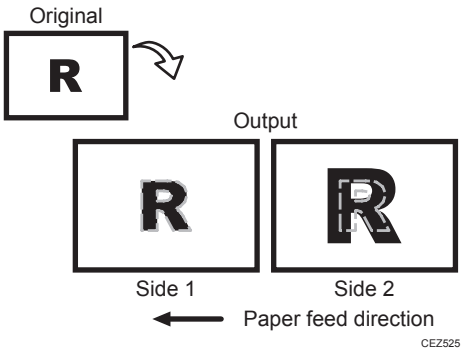 Original
R
Output
R
R
Side 1
Side 2
Paper feed direction
CEZ525